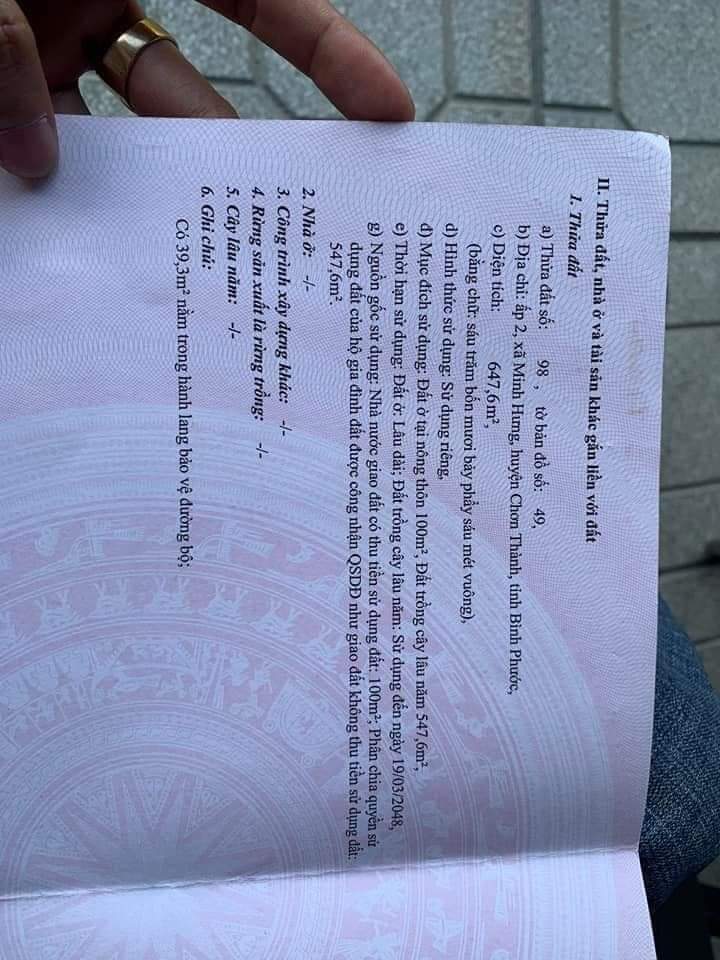 II. Thửa đất, nhà ở và tài sản khác gắn liền với đất
1. Thửa đất
a) Thửa đất số: 98 , tờ bản đồ số: 49,
b) Địa chỉ: ấp 2, xã Minh Hưng, huyện Chơn Thành, tỉnh Bình Phước,
c) Diện tích: 647,6m²,
(bằng chữ: sáu trăm bốn mươi bảy phẩy sáu mét vuông),
d) Hình thức sử dụng: Sử dụng riêng,
đ) Mục đích sử dụng: Đất ở tại nông thôn 100m², Đất trồng cây lâu năm 547,6m²,
e) Thời hạn sử dụng: Đất ở: Lâu dài; Đất trồng cây lâu năm: Sử dụng đến ngày 19/03/2048,
g) Nguồn gốc sử dụng: Nhà nước giao đất có thu tiền sử dụng đất: 100m²; Phân chia quyền sử
dụng đất của hộ gia đình đất được công nhận QSDĐ như giao đất không thu tiền sử dụng đất:
547,6m².
2. Nhà ở: -/-
3. Công trình xây dựng khác: -/-
4. Rừng sản xuất là rừng trồng: -/-
5. Cây lâu năm: -/-
6. Ghi chú:
Có 39,3m² nằm trong hành lang bảo vệ đường bộ;